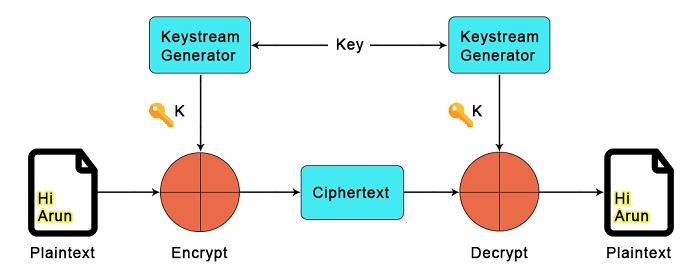 Keystream
Generator
Key
Keystream
Generator
K
K
Hi
Arun
Ciphertext
Hi
Arun
Plaintext
Encrypt
Decrypt
Plaintext